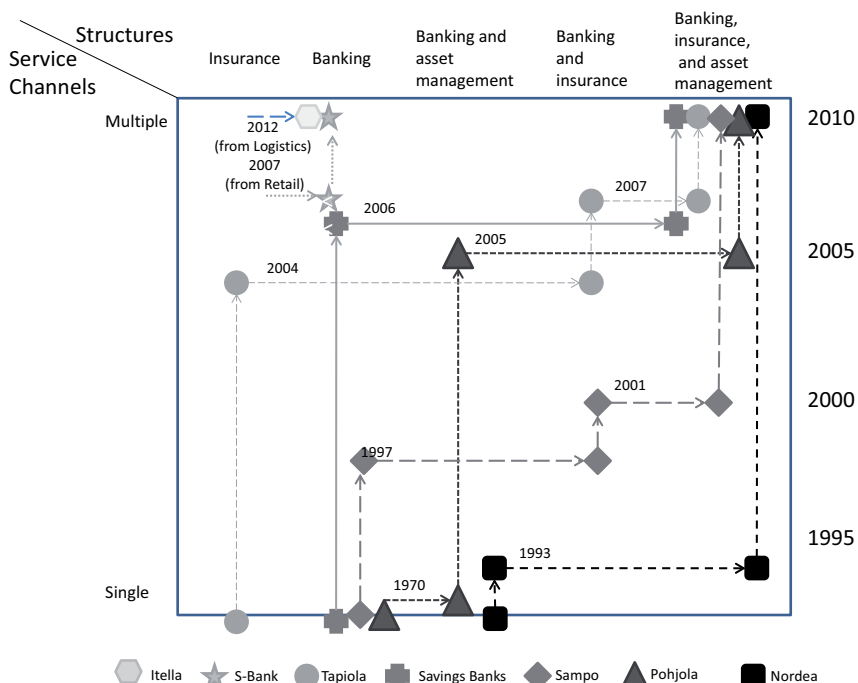 Structures
Service
Channels
Insurance
Banking
Banking and
asset
management
Banking
and
insurance
Banking,
insurance,
and asset
management
Multiple
2012
(from Logistics)
2007
(from Retail)
2006
2007
2005
2004
2001
1997
1993
1970
Single
2010
2005
2000
1995
Itella
S-Bank
Tapiola
Savings Banks
Sampo
Pohjola
Nordea